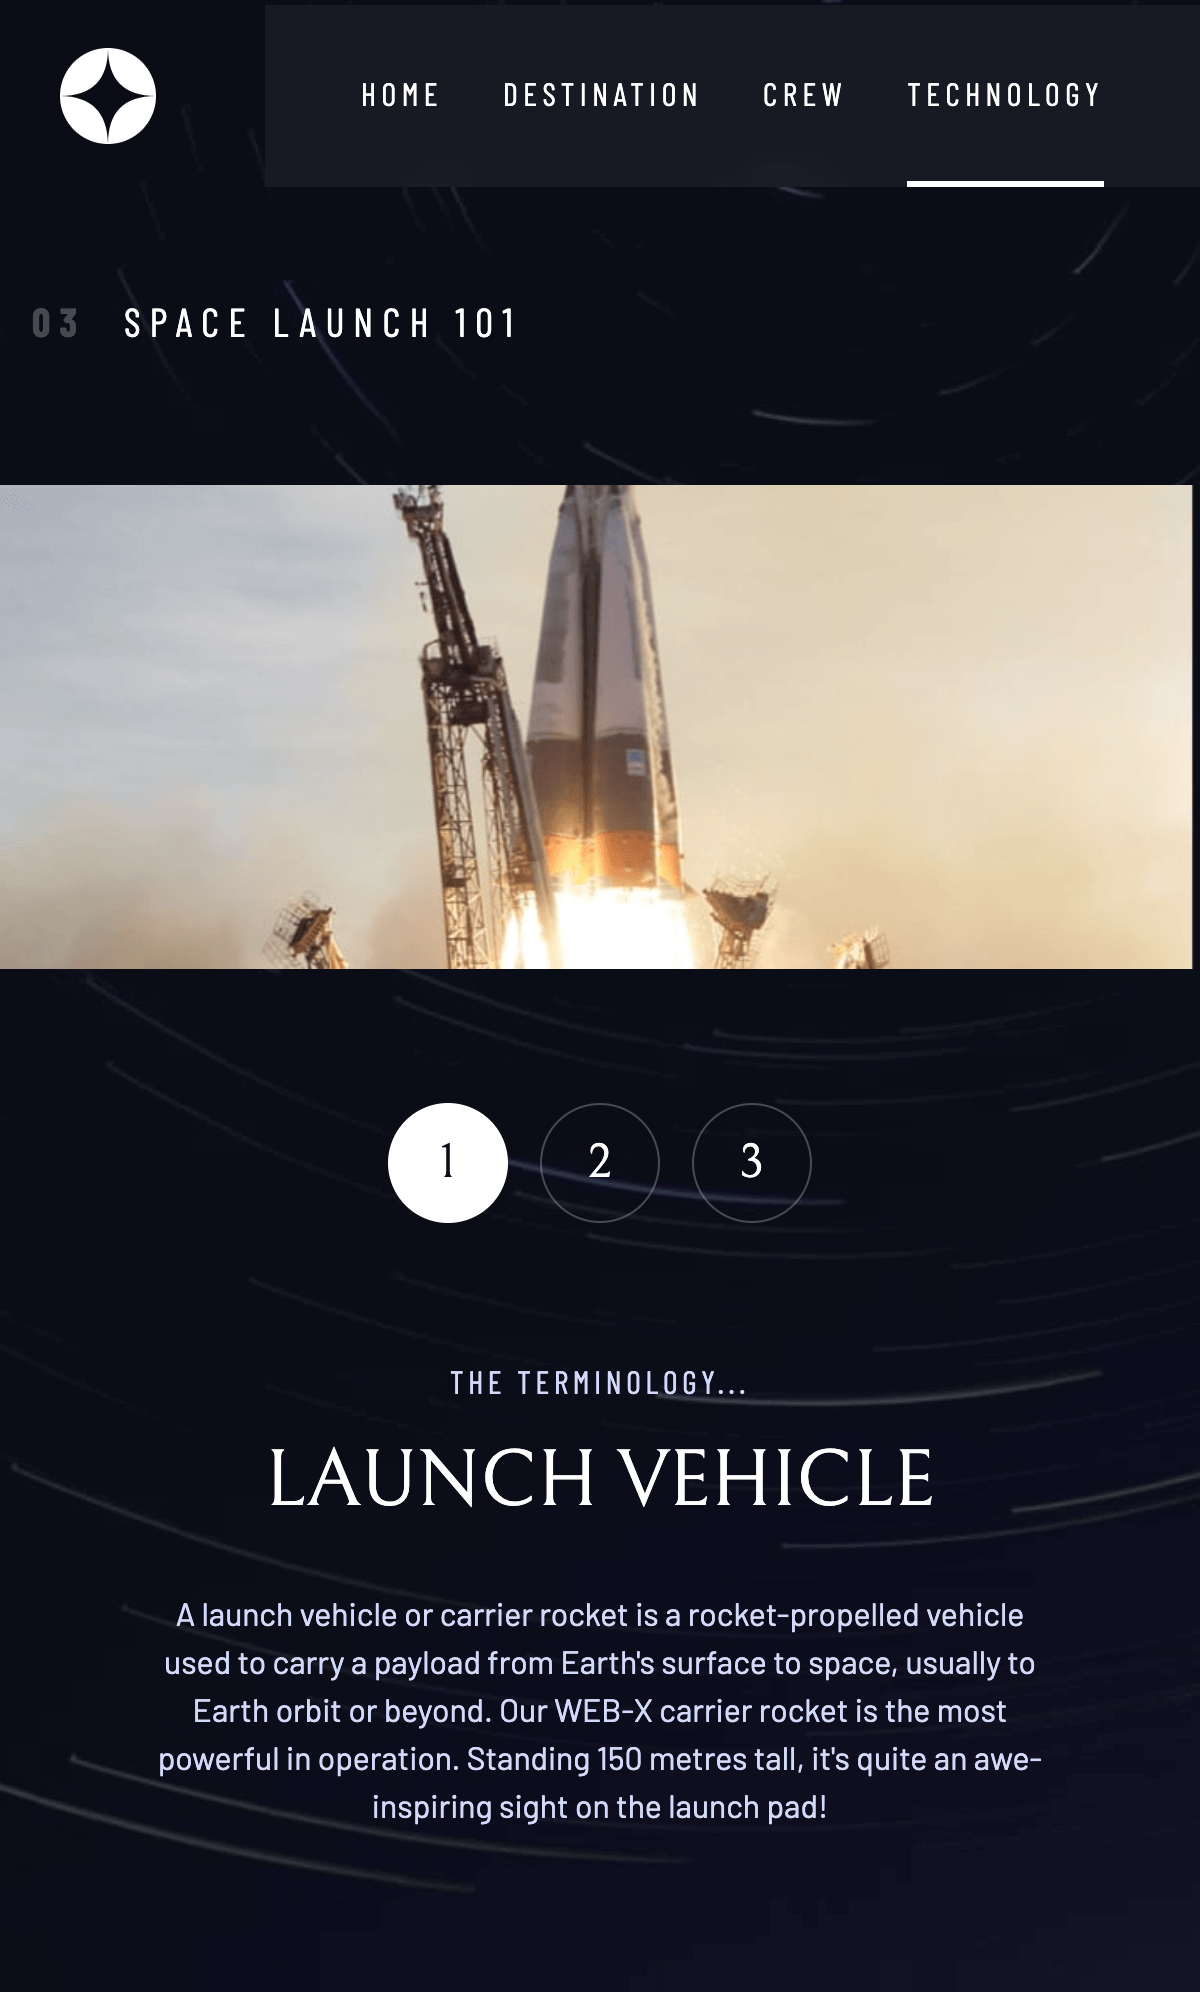 HOME DESTINATION CREW TECHNOLOGY
03 SPACE LAUNCH 101
1 2 3
THE TERMINOLOGY...
LAUNCH VEHICLE
A launch vehicle or carrier rocket is a rocket-propelled vehicle
used to carry a payload from Earth's surface to space, usually to
Earth orbit or beyond. Our WEB-X carrier rocket is the most
powerful in operation. Standing 150 metres tall, it's quite an awe-
inspiring sight on the launch pad!